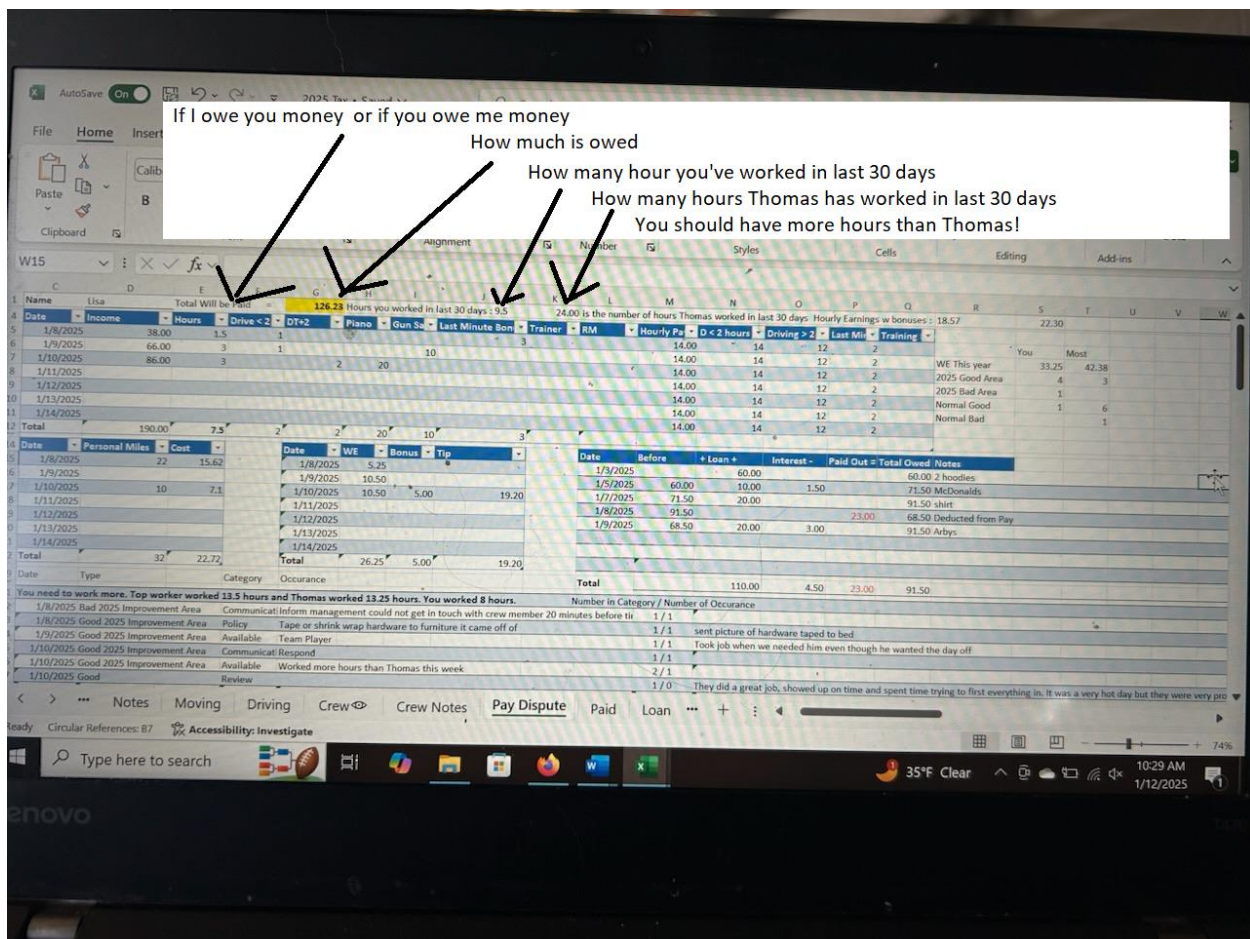 AutoSave On 2025 Tax • Saved
If I owe you money or if you owe me money
How much is owed
How many hour you've worked in last 30 days
How many hours Thomas has worked in last 30 days
You should have more hours than Thomas!
File Home Insert
Paste
Calib
B
Clipboard Alignment Number Styles Cells Editing Add-ins
W15 fx
C D E G H K L M N O P Q R S T U V W
1 Name Lisa Total Will be Paid = 126.23 Hours you worked in last 30 days : 9.5 24.00 is the number of hours Thomas worked in last 30 days Hourly Earnings w bonuses : 18.57 22.30
Date Income Hours Drive < 2 DT+2 Piano Gun Sa Last Minute Bon Trainer RM Hourly Pa D < 2 hours Driving > 2 Last Min Training
1/8/2025 38.00 1.5 1 3 14.00 14 12 2 You Most
1/9/2025 66.00 3 1 10 14.00 14 12 2 WE This year 33.25 42.38
1/10/2025 86.00 3 2 20 14.00 14 12 2 2025 Good Area 4 3
1/11/2025 14.00 14 12 2 2025 Bad Area 1
1/12/2025 14.00 14 12 2 Normal Good 1 6
1/13/2025 14.00 14 12 2 Normal Bad 1
1/14/2025 14.00 14 12 2
Total 190.00 7.5 2 2 20 10 3
Date Personal Miles Cost
1/8/2025 22 15.62
1/9/2025
1/10/2025 10 7.1
1/11/2025
1/12/2025
1/13/2025
1/14/2025
Total 32 22.72
Date WE Bonus Tip
1/8/2025 5.25
1/9/2025 10.50
1/10/2025 10.50 5.00 19.20
1/11/2025
1/12/2025
1/13/2025
1/14/2025
Total 26.25 5.00 19.20
Date Before + Loan + Interest - Paid Out = Total Owed Notes
1/3/2025 60.00 60.00 2 hoodies
1/5/2025 60.00 10.00 1.50 71.50 McDonalds
1/7/2025 71.50 20.00 91.50 shirt
1/8/2025 91.50 23.00 68.50 Deducted from Pay
1/9/2025 68.50 20.00 3.00 91.50 Arbys
Total 110.00 4.50 23.00 91.50
Date Type Category Occurance
You need to work more. Top worker worked 13.5 hours and Thomas worked 13.25 hours. You worked 8 hours. Number in Category / Number of Occurance
1/8/2025 Bad 2025 Improvement Area Communicati Inform management could not get in touch with crew member 20 minutes before tir 1 / 1
1/8/2025 Good 2025 Improvement Area Policy Tape or shrink wrap hardware to furniture it came off of 1 / 1 sent picture of hardware taped to bed
1/9/2025 Good 2025 Improvement Area Available Team Player 1 / 1 Took job when we needed him even though he wanted the day off
1/10/2025 Good 2025 Improvement Area Communicat Respond 1 / 1
1/10/2025 Good 2025 Improvement Area Available Worked more hours than Thomas this week 2 / 1
1/10/2025 Good Review 1 / 0 They did a great job, showed up on time and spent time trying to first everything in. It was a very hot day but they were very pro
Notes Moving Driving Crew Crew Notes Pay Dispute Paid Loan
Ready Circular References: B7 Accessibility: Investigate 74%
Type here to search 35°F Clear 10:29 AM
1/12/2025
enovo